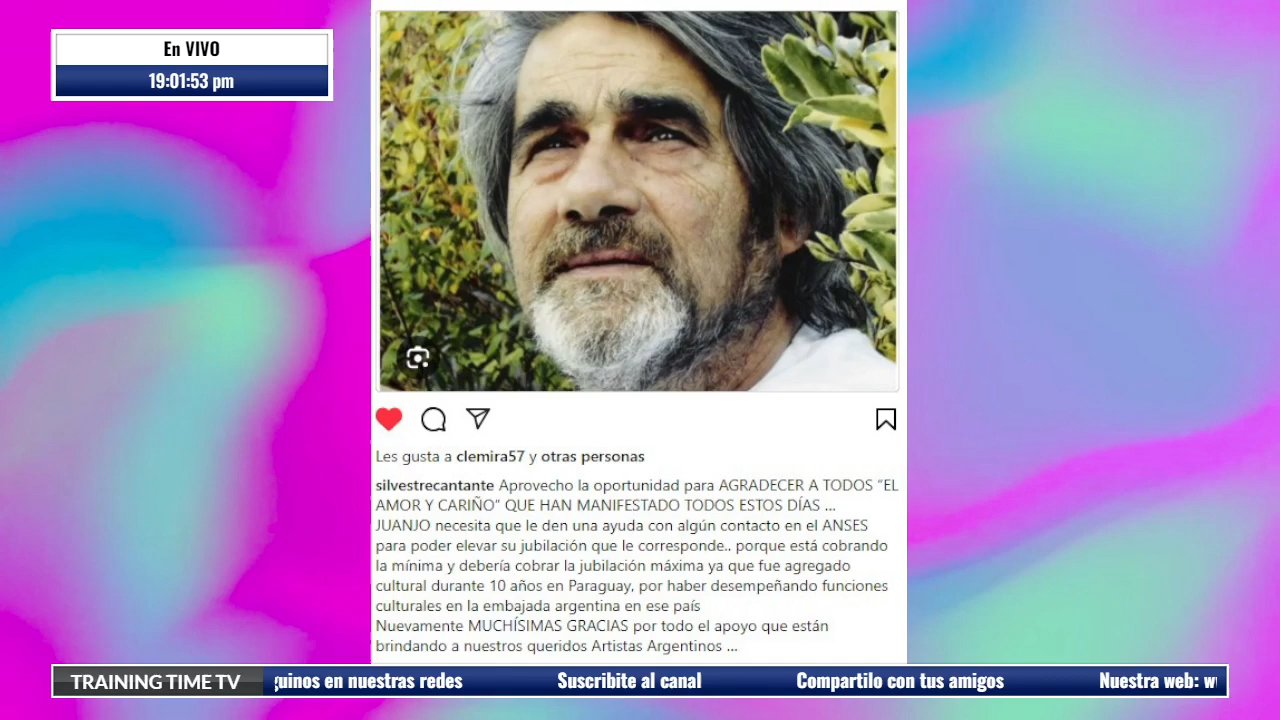 En VIVO
19:01:53 pm
Les gusta a clemira57 y otras personas
silvestrecantante Aprovecho la oportunidad para AGRADECER A TODOS “EL
AMOR Y CARIÑO” QUE HAN MANIFESTADO TODOS ESTOS DÍAS ...
JUANJO necesita que le den una ayuda con algún contacto en el ANSES
para poder elevar su jubilación que le corresponde.. porque está cobrando
la mínima y debería cobrar la jubilación máxima ya que fue agregado
cultural durante 10 años en Paraguay, por haber desempeñando funciones
culturales en la embajada argentina en ese país
Nuevamente MUCHÍSIMAS GRACIAS por todo el apoyo que están
brindando a nuestros queridos Artistas Argentinos ...
TRAINING TIME TV guinos en nuestras redes Suscribite al canal Compartilo con tus amigos Nuestra web: